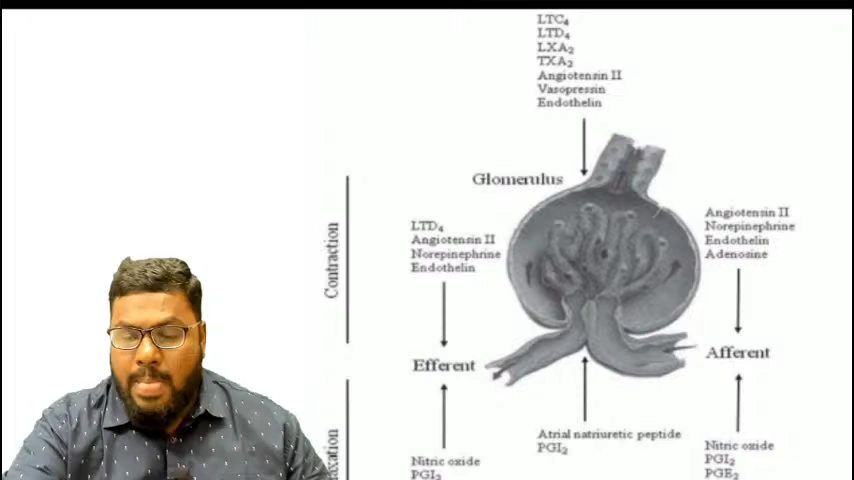 LTC₄
LTD₄
LXA₂
TXA₂
Angiotensin II
Vasopressin
Endothelin
Glomerulus
Contraction
LTD₄
Angiotensin II
Norepinephrine
Endothelin
Angiotensin II
Norepinephrine
Endothelin
Adenosine
Efferent
Afferent
axation
Nitric oxide
PGI₂
Atrial natriuretic peptide
PGI₂
Nitric oxide
PGI₂
PGE₂